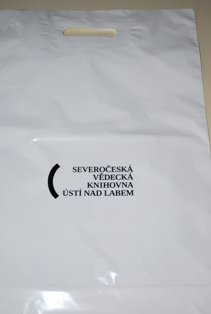 SEVEROČESKÁ
VĚDECKÁ
KNIHOVNA
ÚSTÍ NAD LABEM